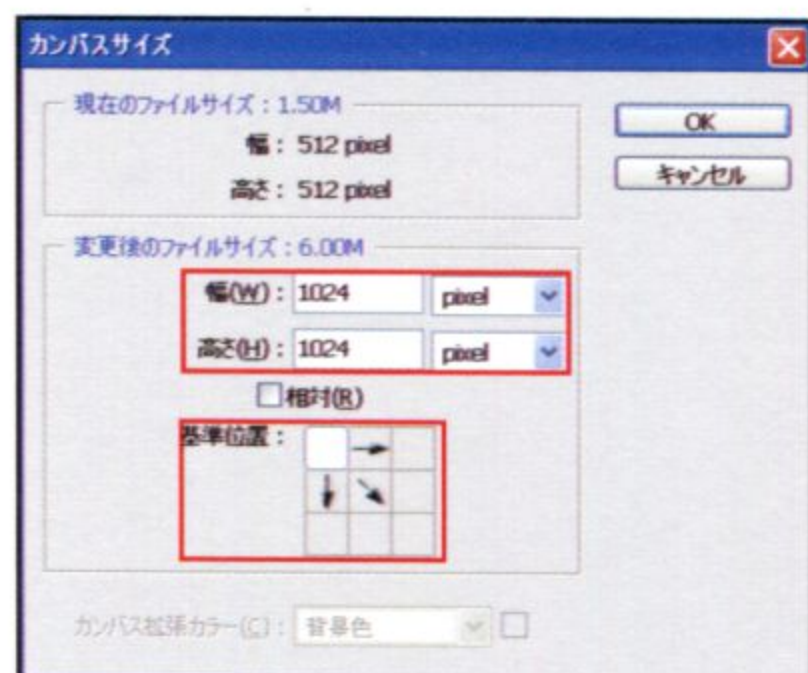 カンバスサイズ
現在のファイルサイズ：1.50M
幅： 512 pixel
高さ： 512 pixel
OK
キャンセル
変更後のファイルサイズ：6.00M
幅(W)： 1024 pixel
高さ(H)： 1024 pixel
相対(R)
基準位置：
カンバス拡張カラー(C)： 背景色